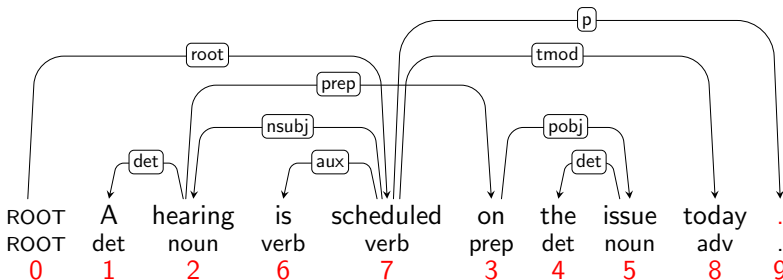 p
root tmod
prep
nsubj pobj
det aux det
ROOT A hearing is scheduled on the issue today .
ROOT det noun verb verb prep det noun adv .
0 1 2 6 7 3 4 5 8 9